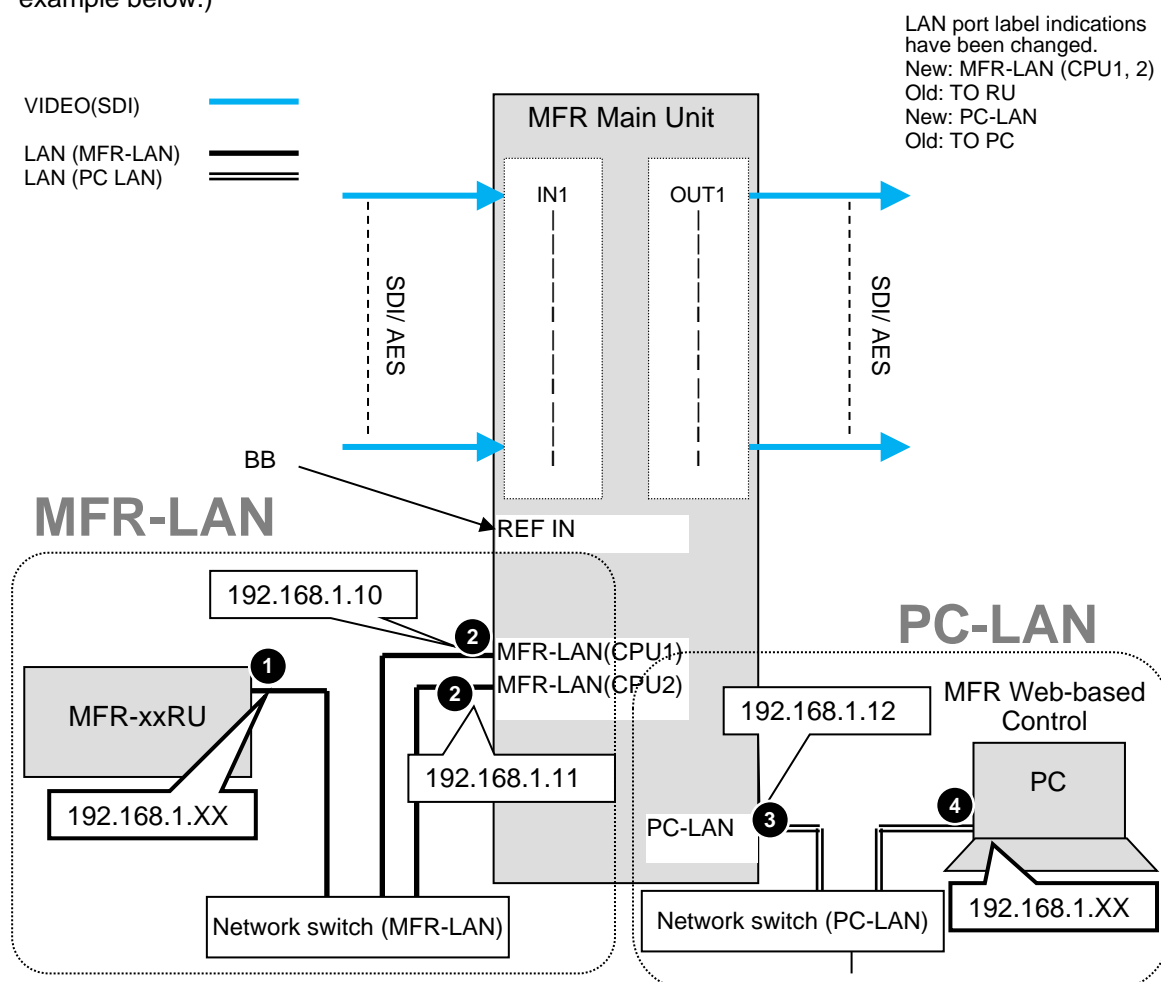 example below.)
LAN port label indications
have been changed.
New: MFR-LAN (CPU1, 2)
Old: TO RU
New: PC-LAN
Old: TO PC
VIDEO(SDI)
LAN (MFR-LAN)
LAN (PC LAN)
MFR Main Unit
IN1
OUT1
SDI/ AES
SDI/ AES
BB
REF IN
MFR-LAN
192.168.1.10
2
MFR-LAN(CPU1)
1
2
MFR-LAN(CPU2)
MFR-xxRU
192.168.1.11
192.168.1.XX
Network switch (MFR-LAN)
PC-LAN
MFR Web-based
Control
192.168.1.12
PC
4
PC-LAN
3
192.168.1.XX
Network switch (PC-LAN)